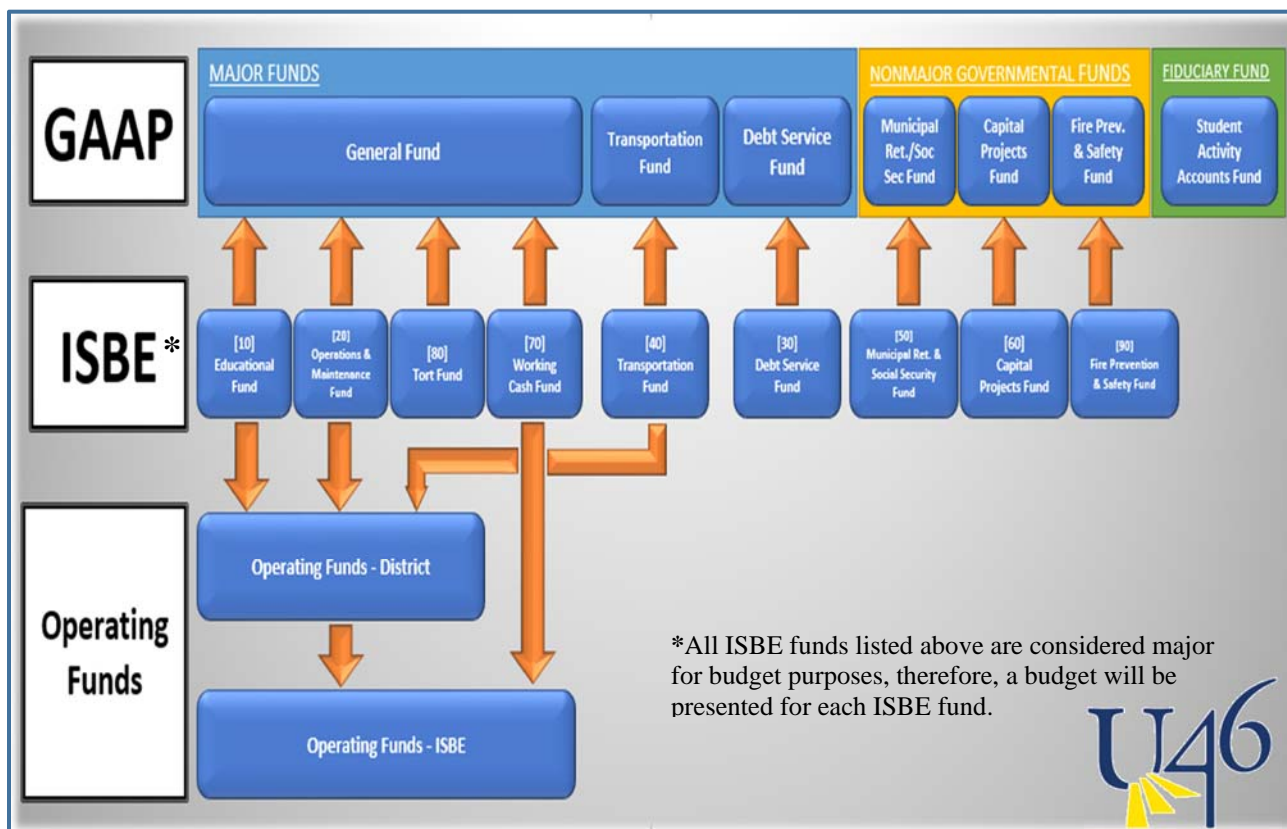 MAJOR FUNDS
NONMAJOR GOVERNMENTAL FUNDS
FIDUCIARY FUND
GAAP
General Fund
Transportation
Fund
Debt Service
Fund
Municipal
Ret./Soc
Sec Fund
Capital
Projects
Fund
Fire Prev.
& Safety
Fund
Student
Activity
Accounts Fund
ISBE*
[10]
Educational
Fund
[20]
Operations &
Maintenance
Fund
[80]
Tort Fund
[70]
Working
Cash Fund
[40]
Transportation
Fund
[30]
Debt Service
Fund
[50]
Municipal Ret. &
Social Security
Fund
[60]
Capital
Projects Fund
[90]
Fire Prevention
& Safety Fund
Operating
Funds
Operating Funds - District
Operating Funds - ISBE
*All ISBE funds listed above are considered major
for budget purposes, therefore, a budget will be
presented for each ISBE fund.
U46